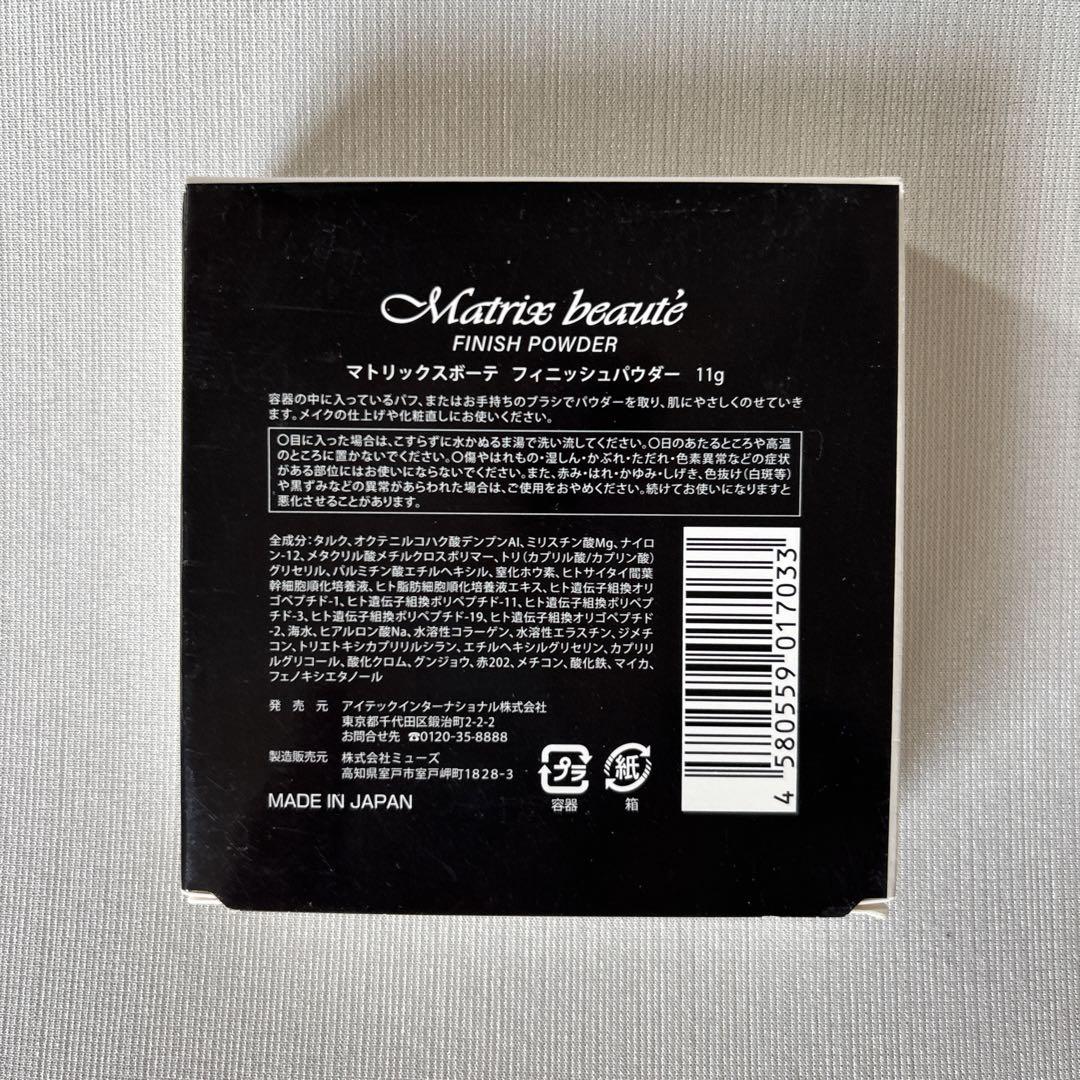 Matrix beauté
FINISH POWDER
マトリックスボーテ フィニッシュパウダー 11g
容器の中に入っているパフ、またはお手持ちのブラシでパウダーを取り、肌にやさしくのせていき
ます。メイクの仕上げや化粧直しにお使いください。
〇目に入った場合は、こすらずに水かぬるま湯で洗い流してください。〇日のあたるところや高温
のところに置かないでください。〇傷やはれもの・湿しん・かぶれ・ただれ・色素異常などの症状
がある部位にはお使いにならないでください。また、赤み・はれ・かゆみ・しげき、色抜け(白斑等)
や黒ずみなどの異常があらわれた場合は、ご使用をおやめください。続けてお使いになりますと
悪化させることがあります。
全成分:タルク、オクテニルコハク酸デンプンAl、ミリスチン酸Mg、ナイロ
ン-12、メタクリル酸メチルクロスポリマー、トリ(カプリル酸/カプリン酸)
グリセリル、パルミチン酸エチルヘキシル、窒化ホウ素、ヒトサイタイ間葉
幹細胞順化培養液、ヒト脂肪細胞順化培養液エキス、ヒト遺伝子組換オリ
ゴペプチド-1、ヒト遺伝子組換ポリペプチド-11、ヒト遺伝子組換ポリペプ
チド-3、ヒト遺伝子組換ポリペプチド-19、ヒト遺伝子組換オリゴペプチド
-2、海水、ヒアルロン酸Na、水溶性コラーゲン、水溶性エラスチン、ジメチ
コン、トリエトキシカプリリルシラン、エチルヘキシルグリセリン、カプリリ
ルグリコール、酸化クロム、グンジョウ、赤202、メチコン、酸化鉄、マイカ、
フェノキシエタノール
発売元 アイテックインターナショナル株式会社
東京都千代田区鍛治町2-2-2
お問合せ先 ☎0120-35-8888
製造販売元 株式会社ミューズ
高知県室戸市室戸岬町1828-3
MADE IN JAPAN
プラ
容器
紙
箱
4 580559 017033